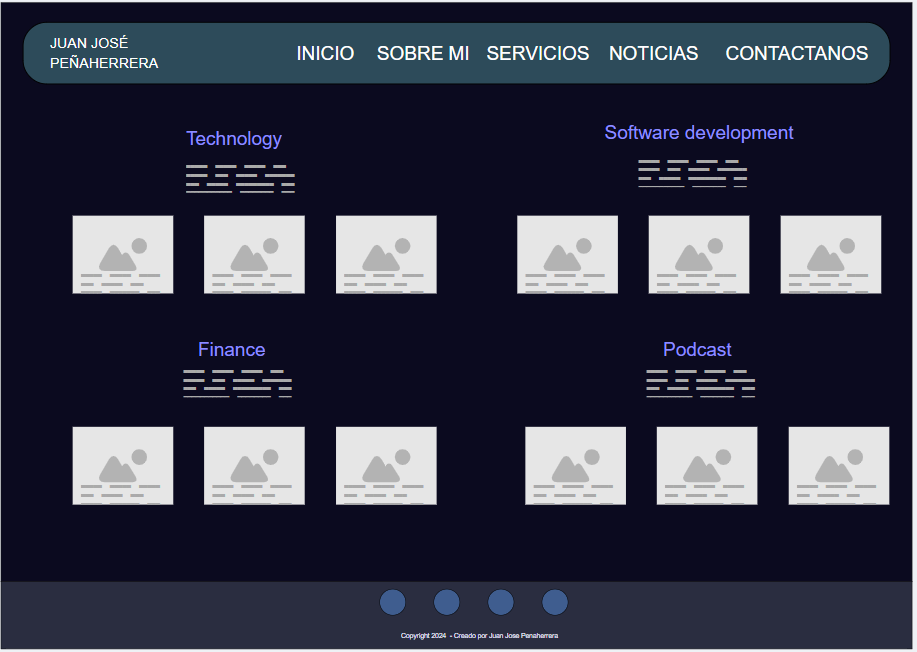 JUAN JOSÉ
PEÑAHERRERA
INICIO SOBRE MI SERVICIOS NOTICIAS CONTACTANOS
Technology
Software development
Finance
Podcast
Copyright 2024 - Creado por Juan Jose Penaherrera